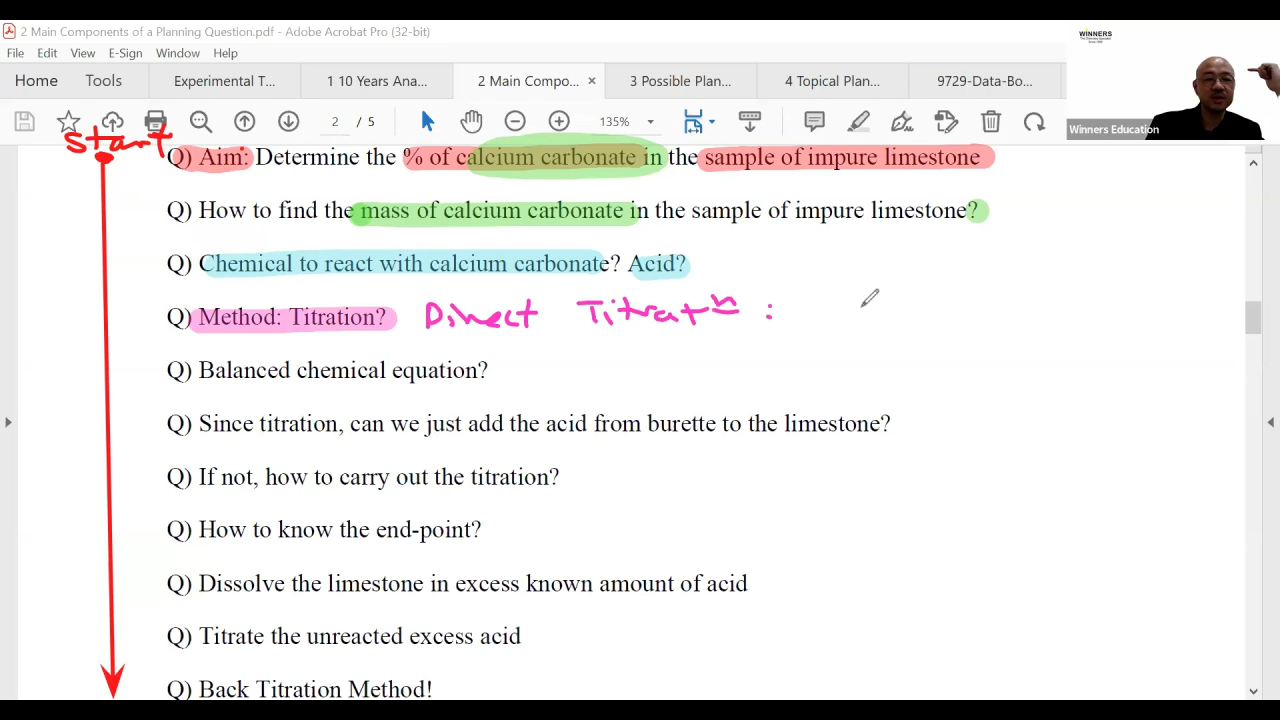 2 Main Components of a Planning Question.pdf - Adobe Acrobat Pro (32-bit)
File Edit View E-Sign Window Help
Home Tools Experimental T... 1 10 Years Ana... 2 Main Compo... × 3 Possible Plan... 4 Topical Plan... 9729-Data-Bo...
2 / 5 135%
WINNERS
Winners Education
Start
Q) Aim: Determine the % of calcium carbonate in the sample of impure limestone
Q) How to find the mass of calcium carbonate in the sample of impure limestone?
Q) Chemical to react with calcium carbonate? Acid?
Q) Method: Titration? Direct Titratn :
Q) Balanced chemical equation?
Q) Since titration, can we just add the acid from burette to the limestone?
Q) If not, how to carry out the titration?
Q) How to know the end-point?
Q) Dissolve the limestone in excess known amount of acid
Q) Titrate the unreacted excess acid
Q) Back Titration Method!